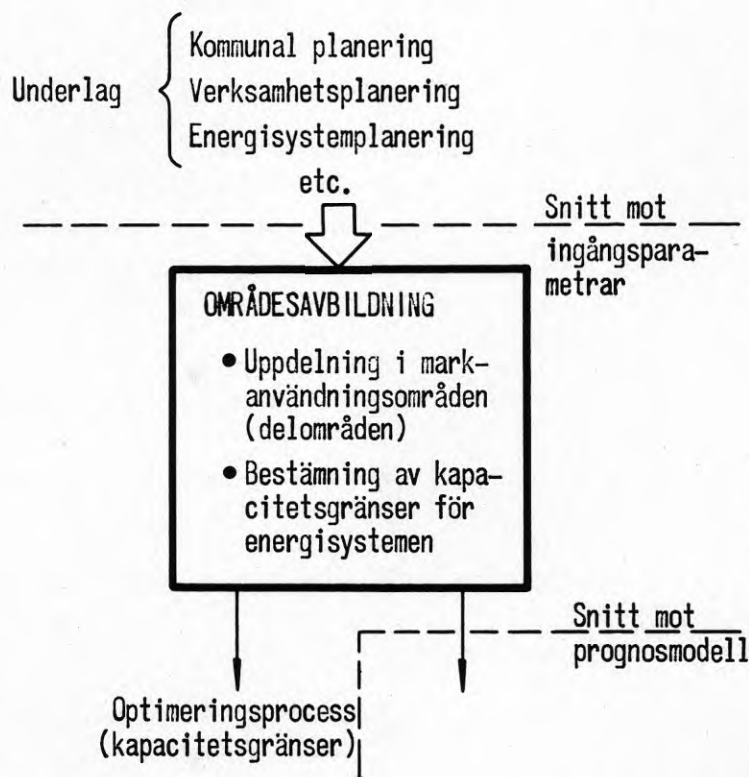 Kommunal planering
Underlag
Verksamhetsplanering
Energisystemplanering
etc.
Snitt mot
ingångspara-
metrar
OMRÅDESAVBILDNING
• Uppdelning i mark-
användningsområden
(delområden)
• Bestämning av kapa-
citetsgränser för
energisystemen
Snitt mot
prognosmodell
Optimeringsprocess
(kapacitetsgränser)